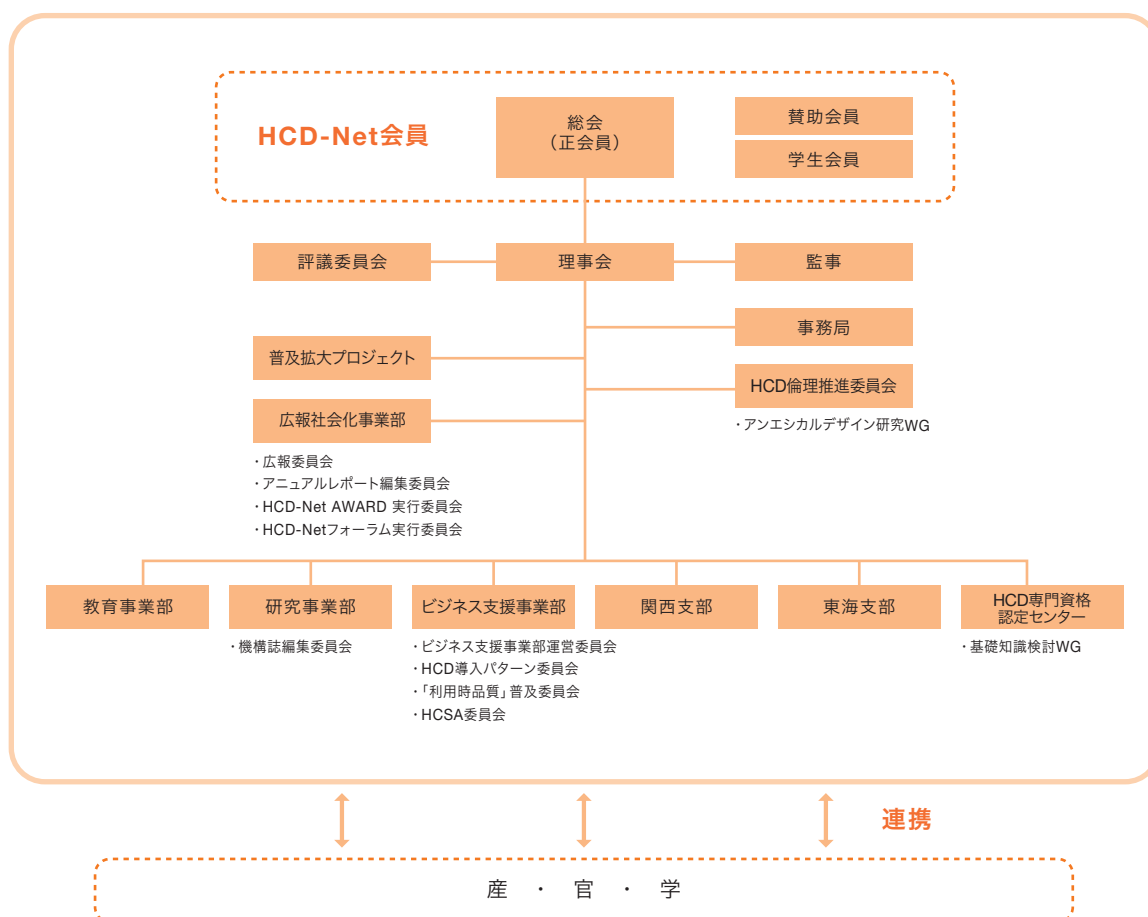 HCD-Net会員
総会
（正会員）
賛助会員
学生会員
評議委員会
理事会
監事
事務局
普及拡大プロジェクト
HCD倫理推進委員会
・アンエシカルデザイン研究WG
広報社会化事業部
・広報委員会
・アニュアルレポート編集委員会
・HCD-Net AWARD 実行委員会
・HCD-Netフォーラム実行委員会
教育事業部
研究事業部
・機構誌編集委員会
ビジネス支援事業部
・ビジネス支援事業部運営委員会
・HCD導入パターン委員会
・「利用時品質」普及委員会
・HCSA委員会
関西支部
東海支部
HCD専門資格
認定センター
・基礎知識検討WG
連携
産 ・ 官 ・ 学